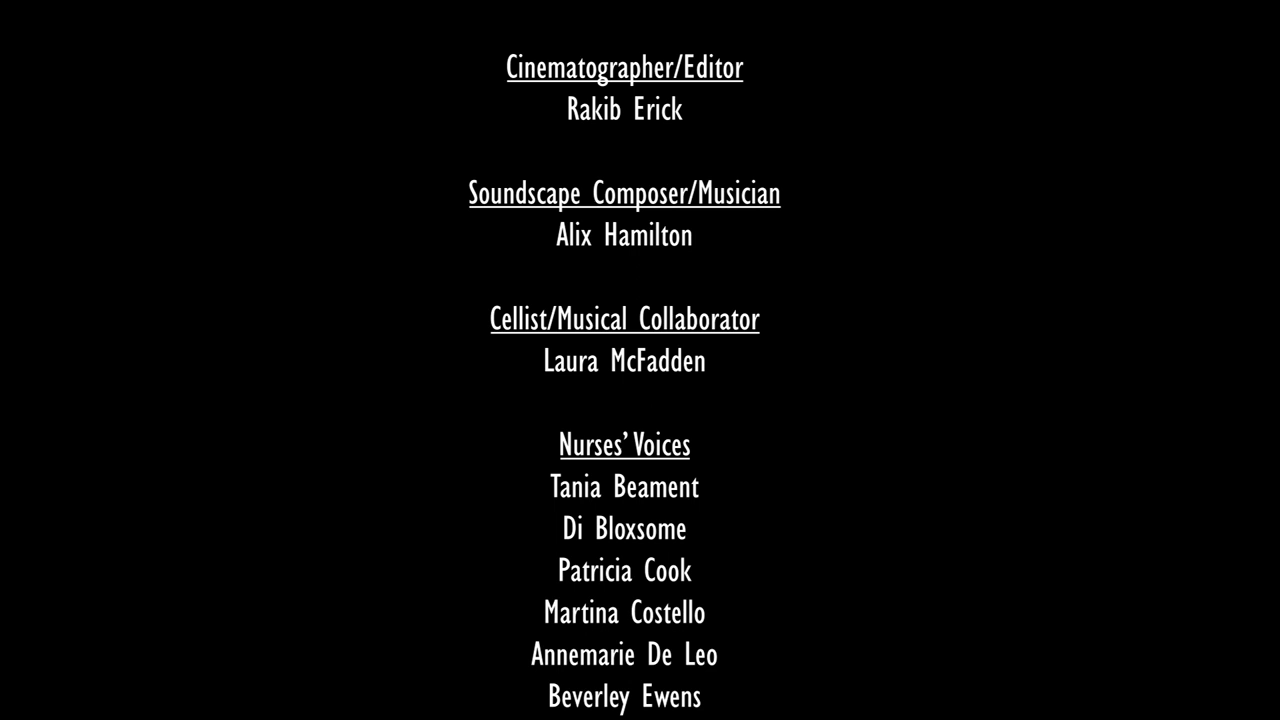 Cinematographer/Editor
Rakib Erick
Soundscape Composer/Musician
Alix Hamilton
Cellist/Musical Collaborator
Laura McFadden
Nurses’ Voices
Tania Beament
Di Bloxsome
Patricia Cook
Martina Costello
Annemarie De Leo
Beverley Ewens